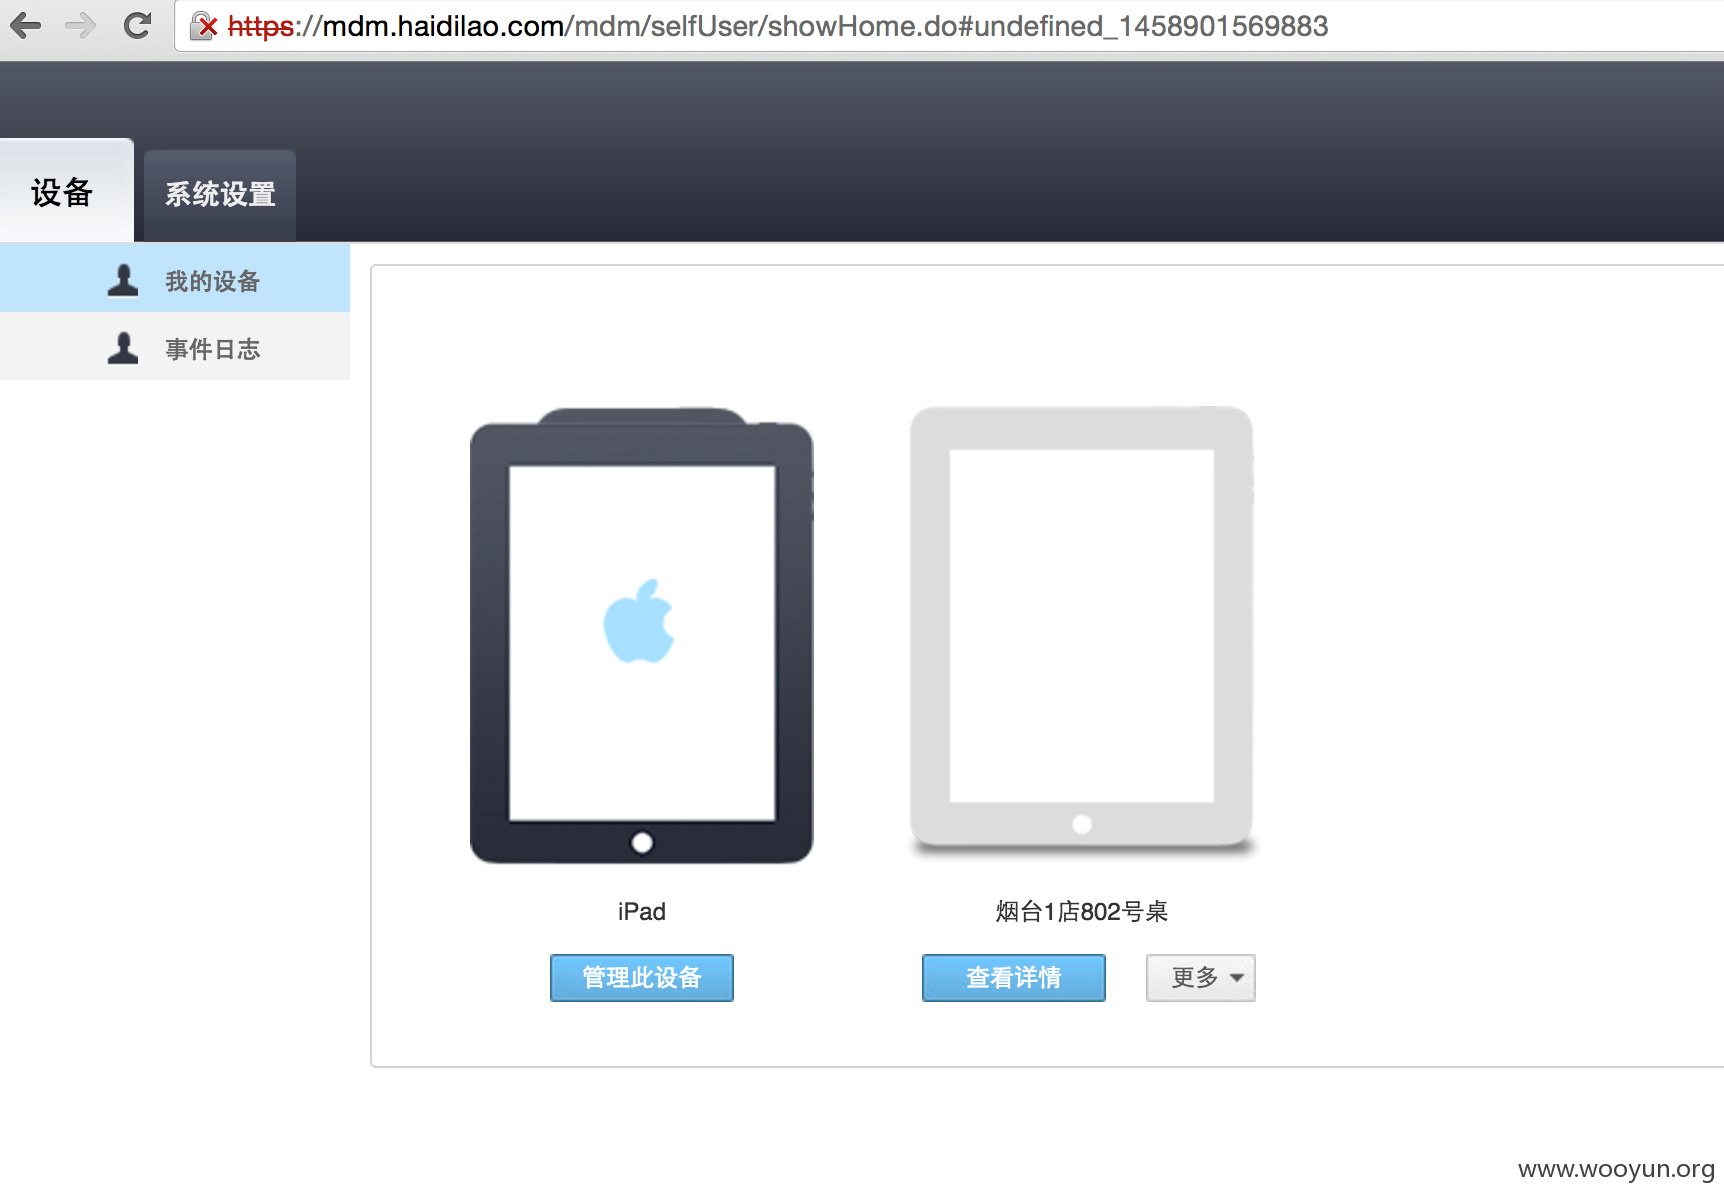 https://mdm.haidilao.com/mdm/selfUser/showHome.do#undefined_1458901569883
设备
系统设置
我的设备
事件日志
iPad
烟台1店802号桌
管理此设备
查看详情
更多
www.wooyun.org